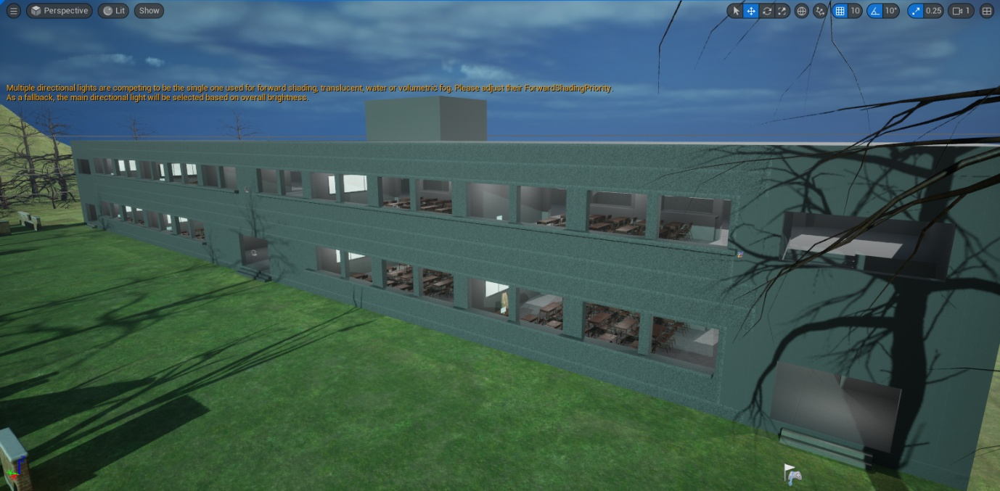 Perspective
Lit
Show
10
10°
0.25
1
Multiple directional lights are competing to be the single one used for forward shading, translucent, water or volumetric fog. Please adjust their ForwardShadingPriority.
As a fallback, the main directional light will be selected based on overall brightness.